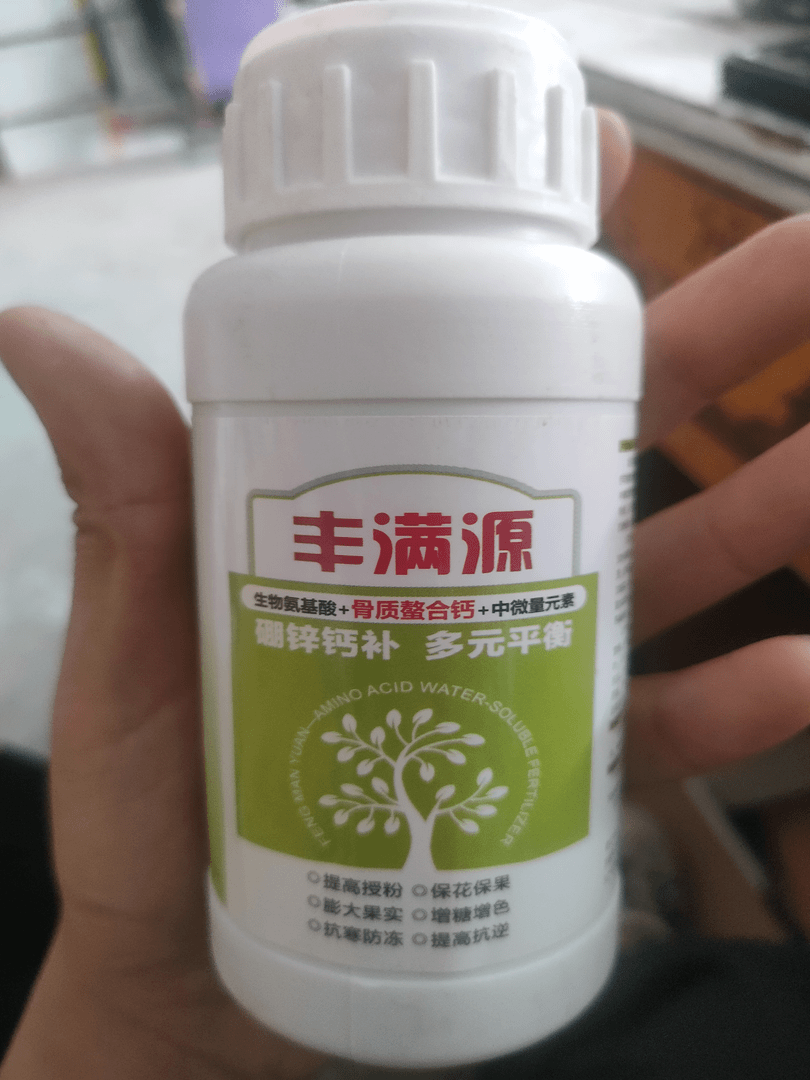 丰满源
生物氨基酸+骨质螯合钙+中微量元素
硼锌钙补 多元平衡
FENG MAN YUAN—AMINO ACID WATER-SOLUBLE FERTILIZER
提高授粉 保花保果
膨大果实 增糖增色
抗寒防冻 提高抗逆